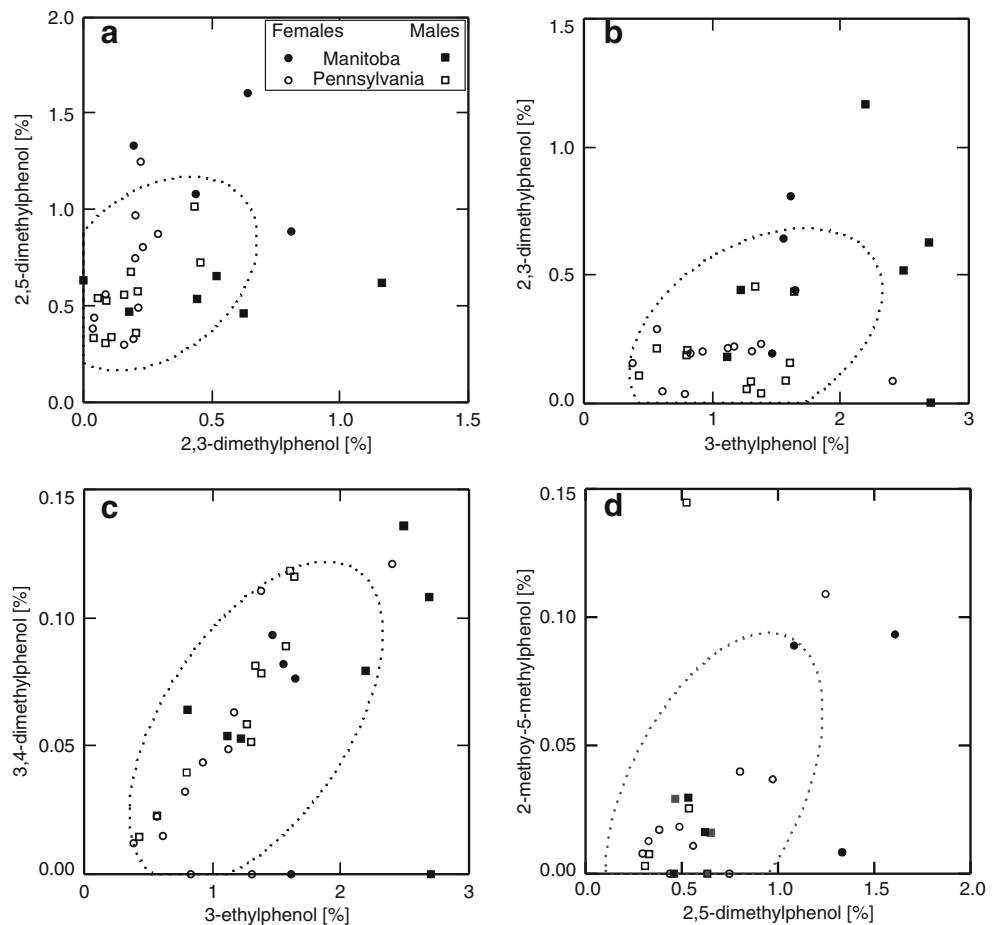 a
Females Males
Manitoba
Pennsylvania
2.0
1.5
1.0
0.5
0.0
2,5-dimethylphenol [%]
0.0 0.5 1.0 1.5
2,3-dimethylphenol [%]
b
1.5
1.0
0.5
0.0
2,3-dimethylphenol [%]
0 1 2 3
3-ethylphenol [%]
c
0.15
0.10
0.05
0.00
3,4-dimethylphenol [%]
0 1 2 3
3-ethylphenol [%]
d
0.15
0.10
0.05
0.00
2-methoy-5-methylphenol [%]
0.0 0.5 1.0 1.5 2.0
2,5-dimethylphenol [%]